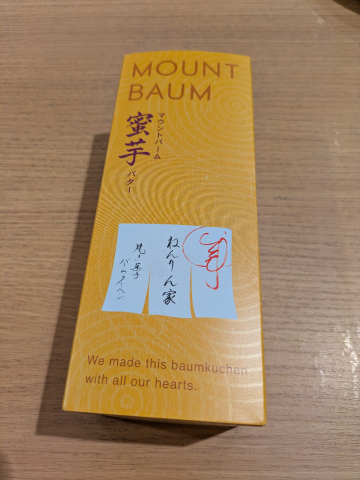 MOUNT
BAUM
マウントバーム
蜜芋
バター
ねんりん家
焼き菓子
バームクーヘン
We made this baumkuchen
with all our hearts.